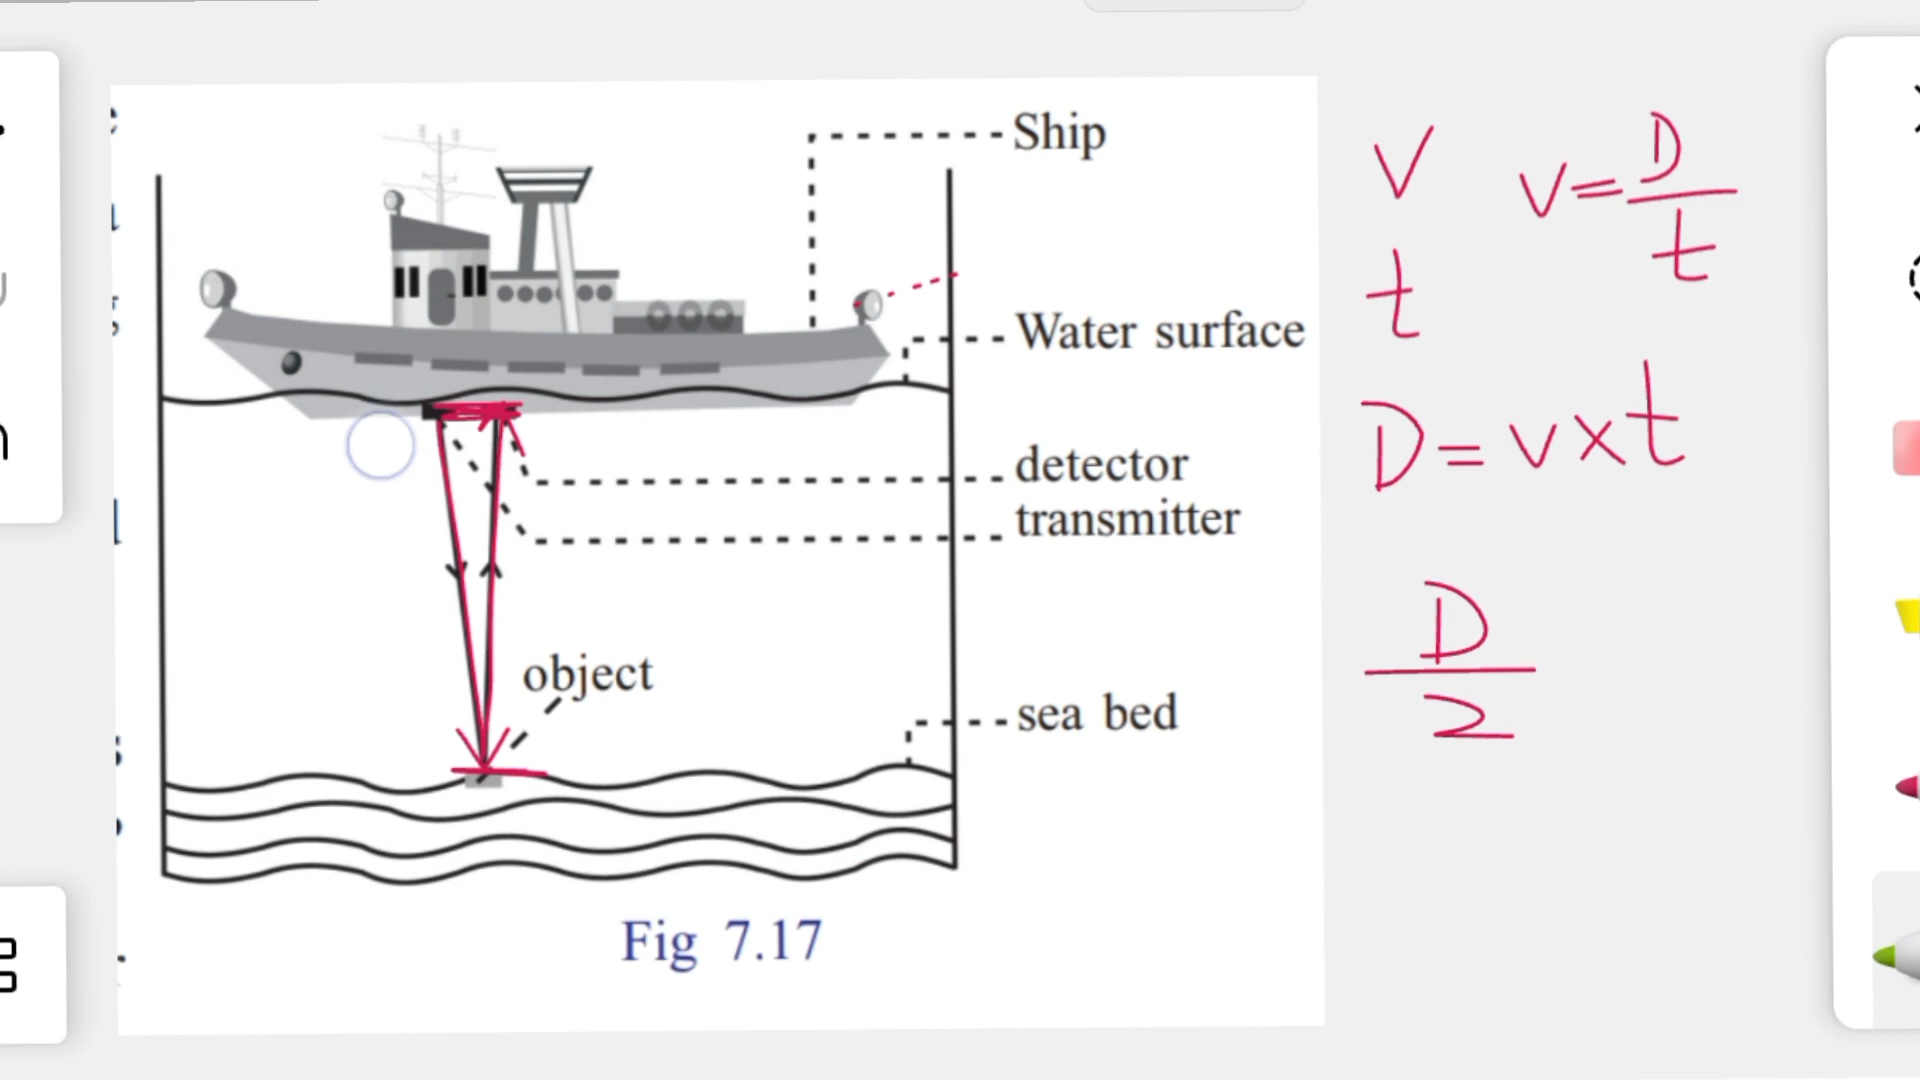 Ship
V
v = D/t
t
Water surface
D = v x t
detector
transmitter
D/2
object
sea bed
Fig 7.17